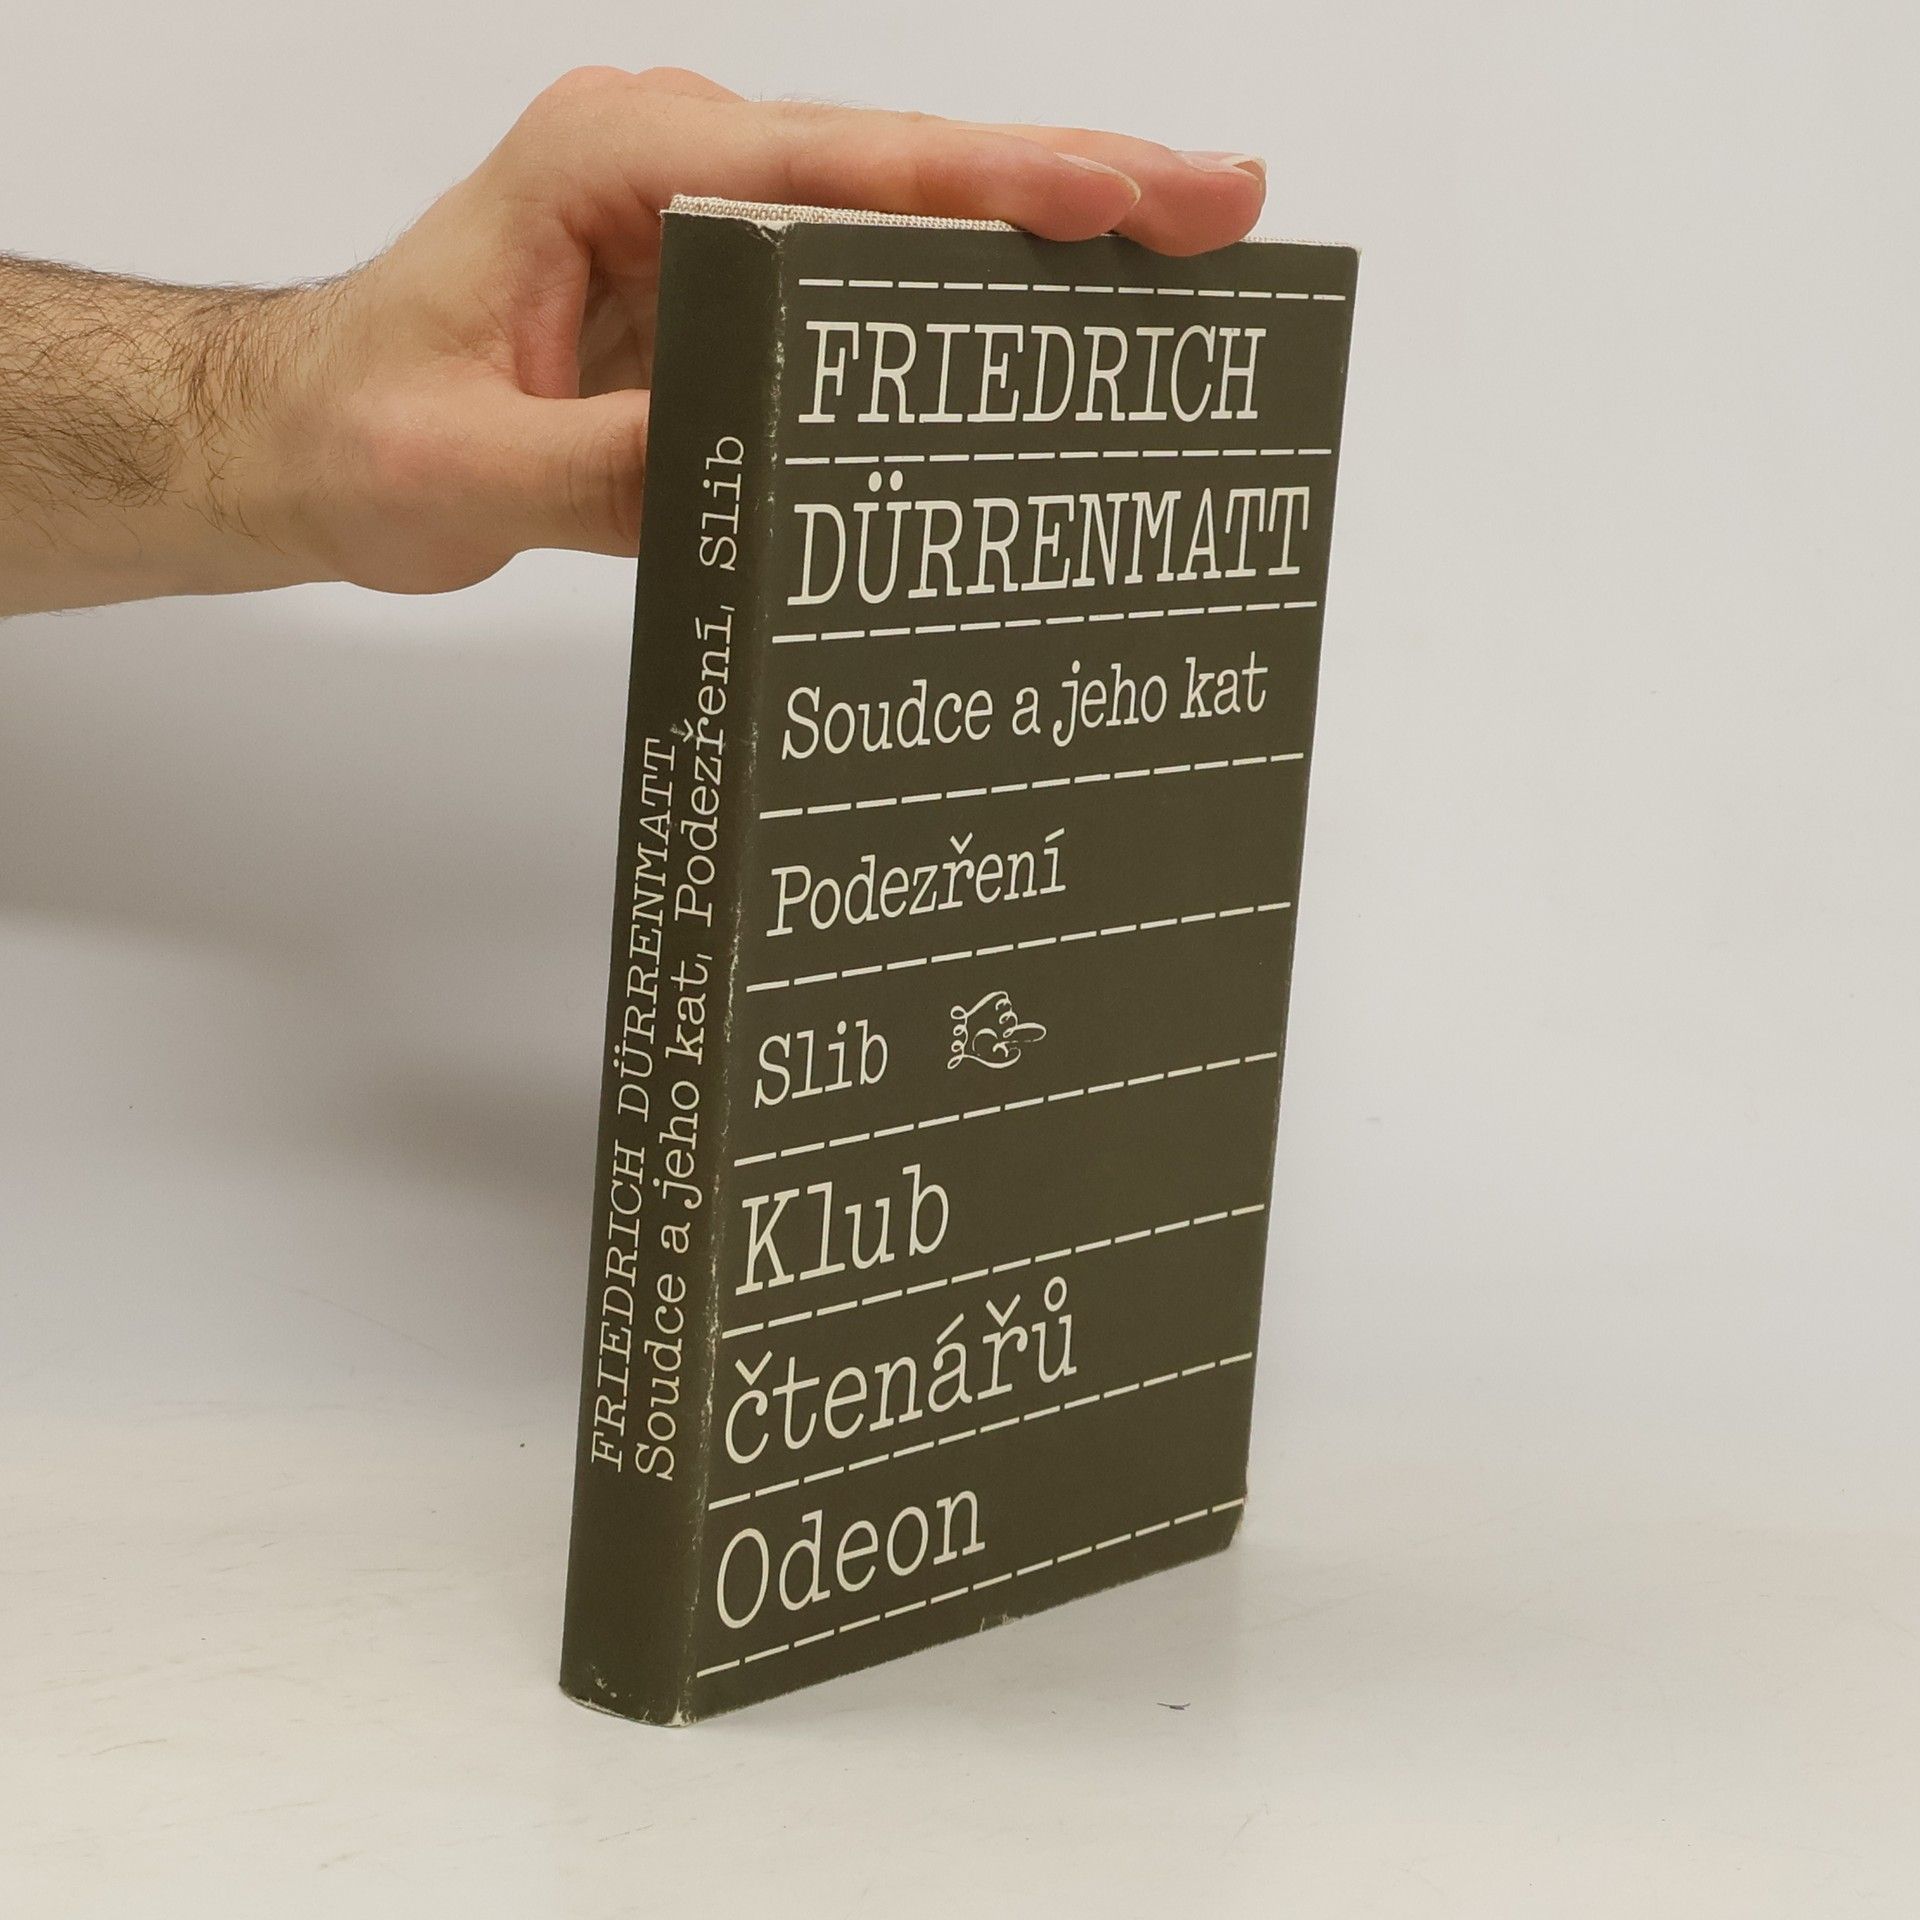 FRIEDRICH DÜRRENMATT
Soudce a jeho kat, Podezření, Slib
FRIEDRICH
DÜRRENMATT
Soudce a jeho kat
Podezření
Slib
Klub
čtenářů
Odeon